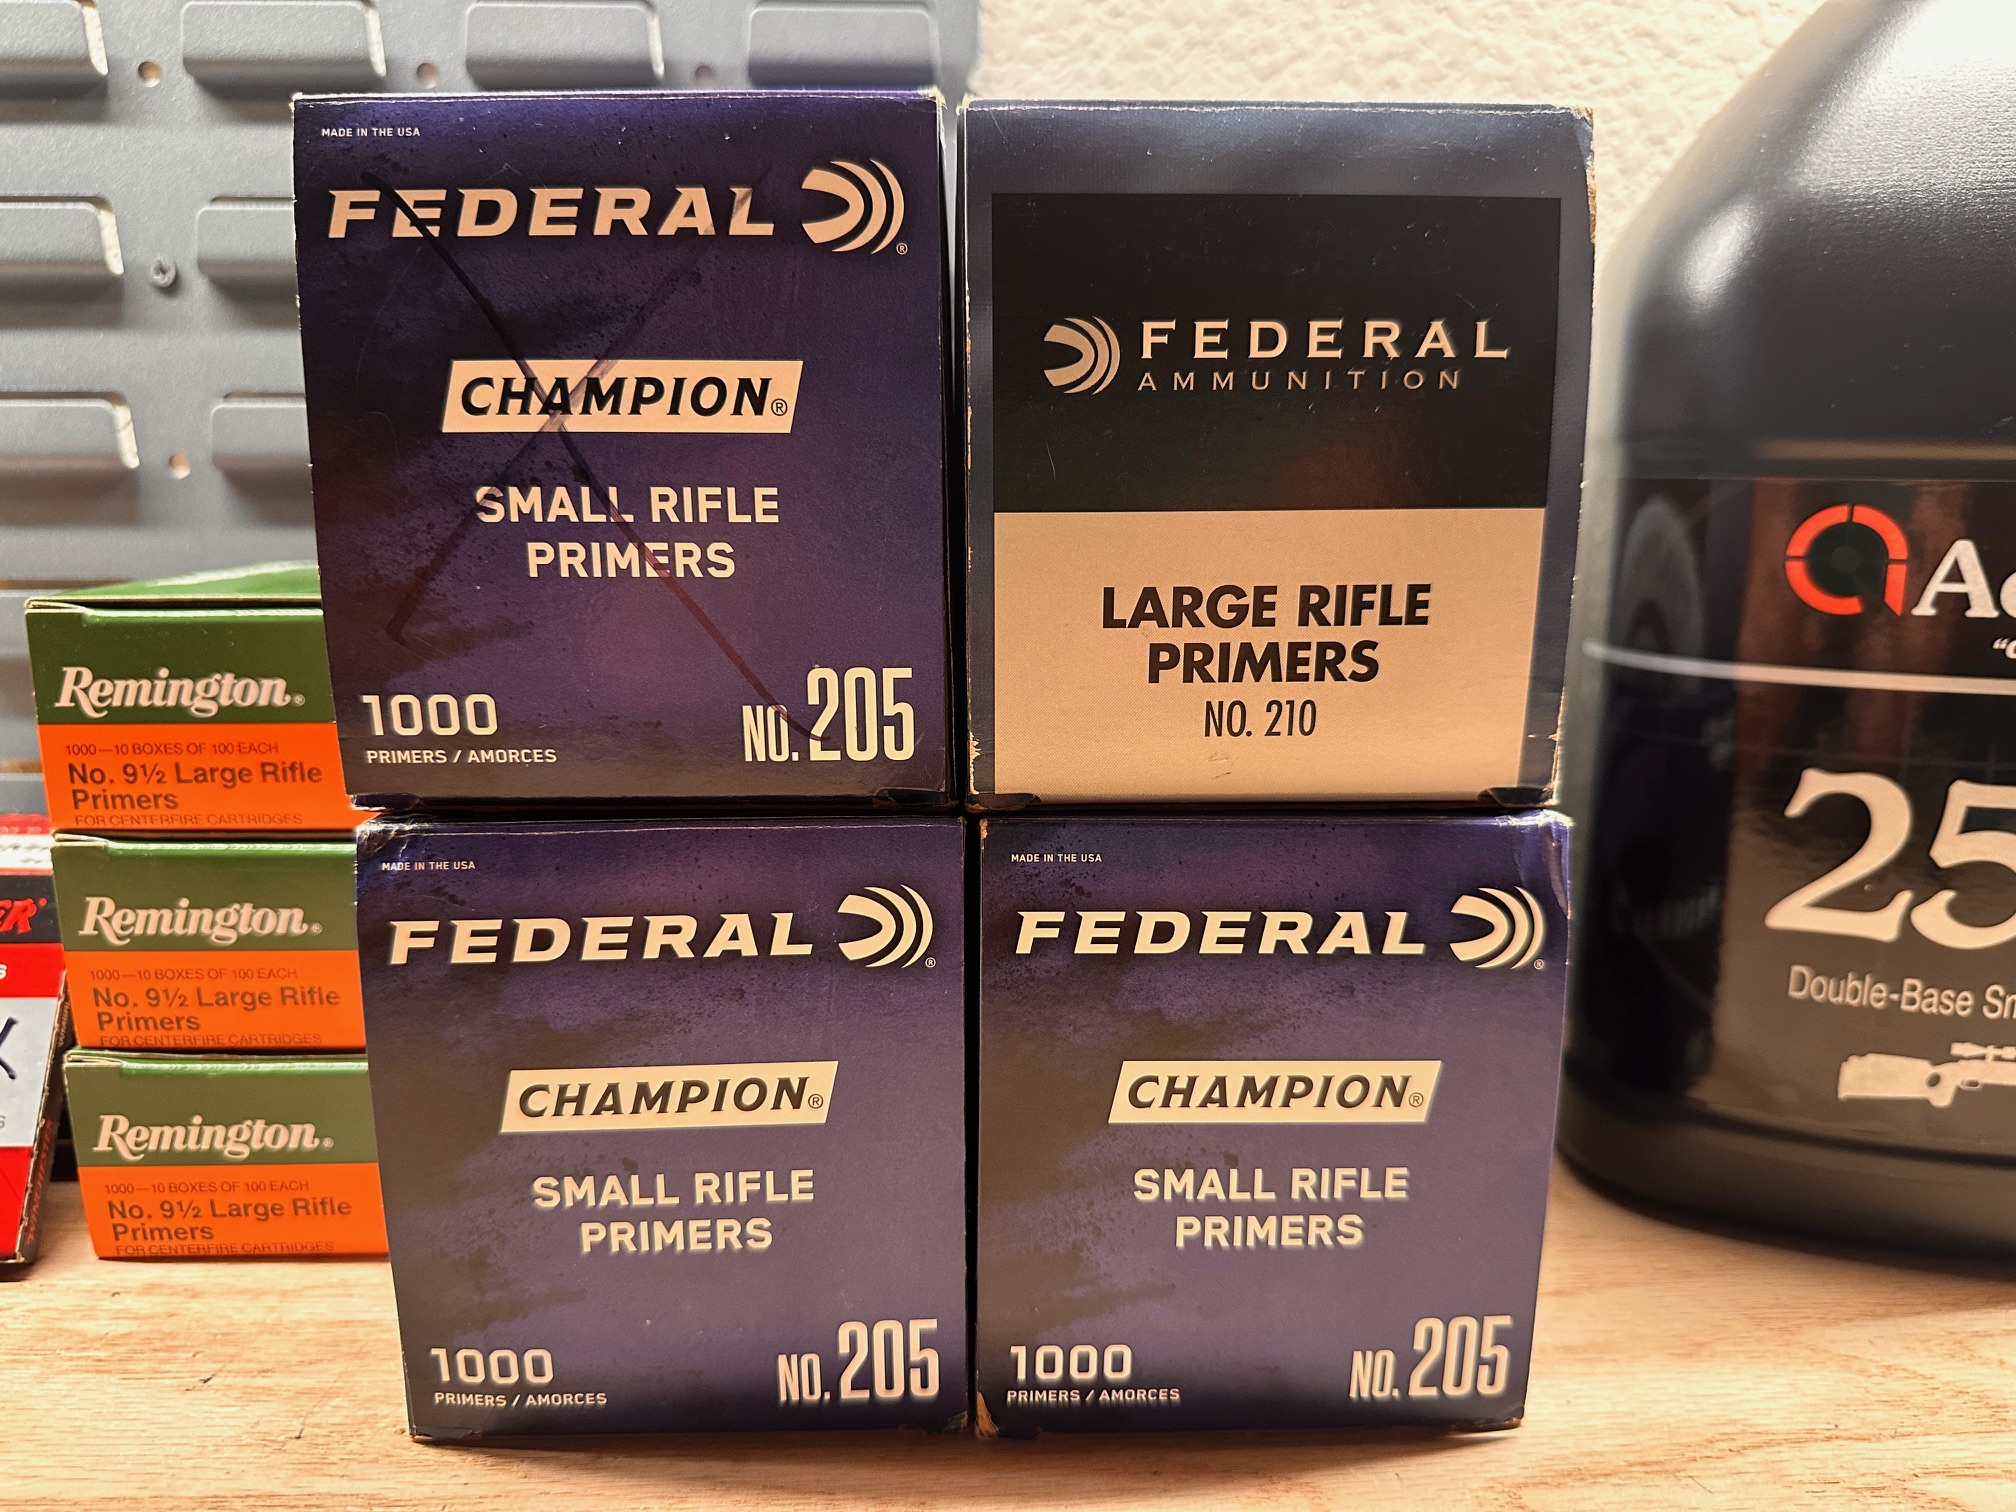 MADE IN THE USA
FEDERAL®
CHAMPION®
SMALL RIFLE
PRIMERS
1000
PRIMERS / AMORCES
NO. 205
FEDERAL
AMMUNITION
LARGE RIFLE
PRIMERS
NO. 210
MADE IN THE USA
FEDERAL®
CHAMPION®
SMALL RIFLE
PRIMERS
1000
PRIMERS / AMORCES
NO. 205
MADE IN THE USA
FEDERAL®
CHAMPION®
SMALL RIFLE
PRIMERS
1000
PRIMERS / AMORCES
NO. 205
Remington®
1000—10 BOXES OF 100 EACH
No. 9½ Large Rifle
Primers
FOR CENTERFIRE CARTRIDGES
Remington®
1000—10 BOXES OF 100 EACH
No. 9½ Large Rifle
Primers
FOR CENTERFIRE CARTRIDGES
Remington®
1000—10 BOXES OF 100 EACH
No. 9½ Large Rifle
Primers
FOR CENTERFIRE CARTRIDGES
25
Double-Base